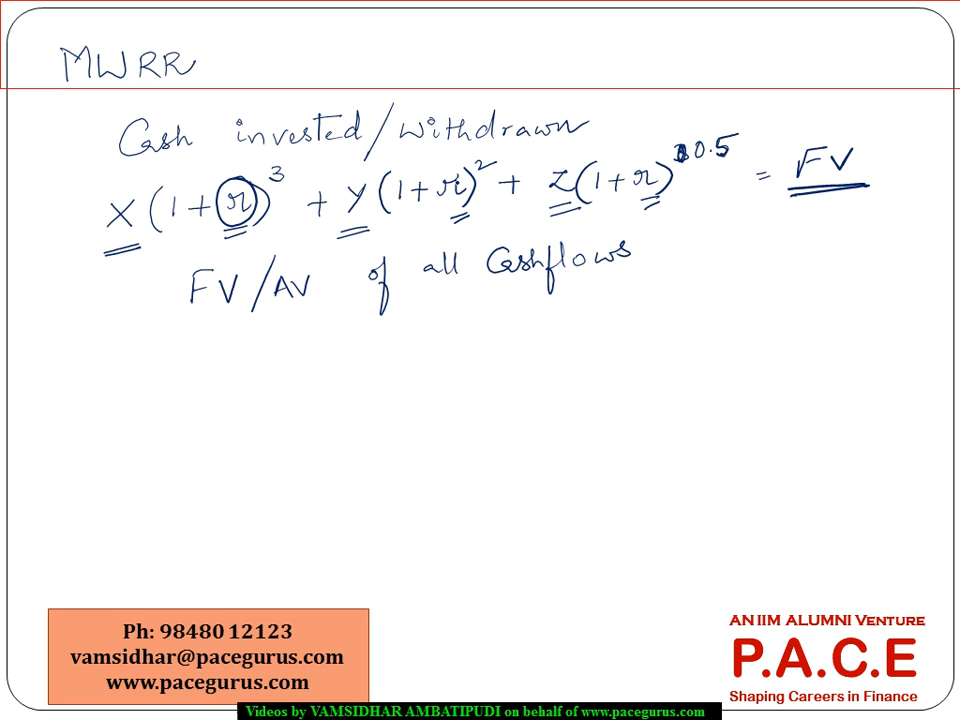 MWRR
Cash invested/withdrawn
X(1+r)³ + Y(1+r)² + Z(1+r)^0.5 = FV
FV/AV of all Cashflows
Ph: 98480 12123
vamsidhar@pacegurus.com
www.pacegurus.com
AN IIM ALUMNI VENTURE
P.A.C.E
Shaping Careers in Finance
Videos by VAMSIDHAR AMBATIPUDI on behalf of www.pacegurus.com